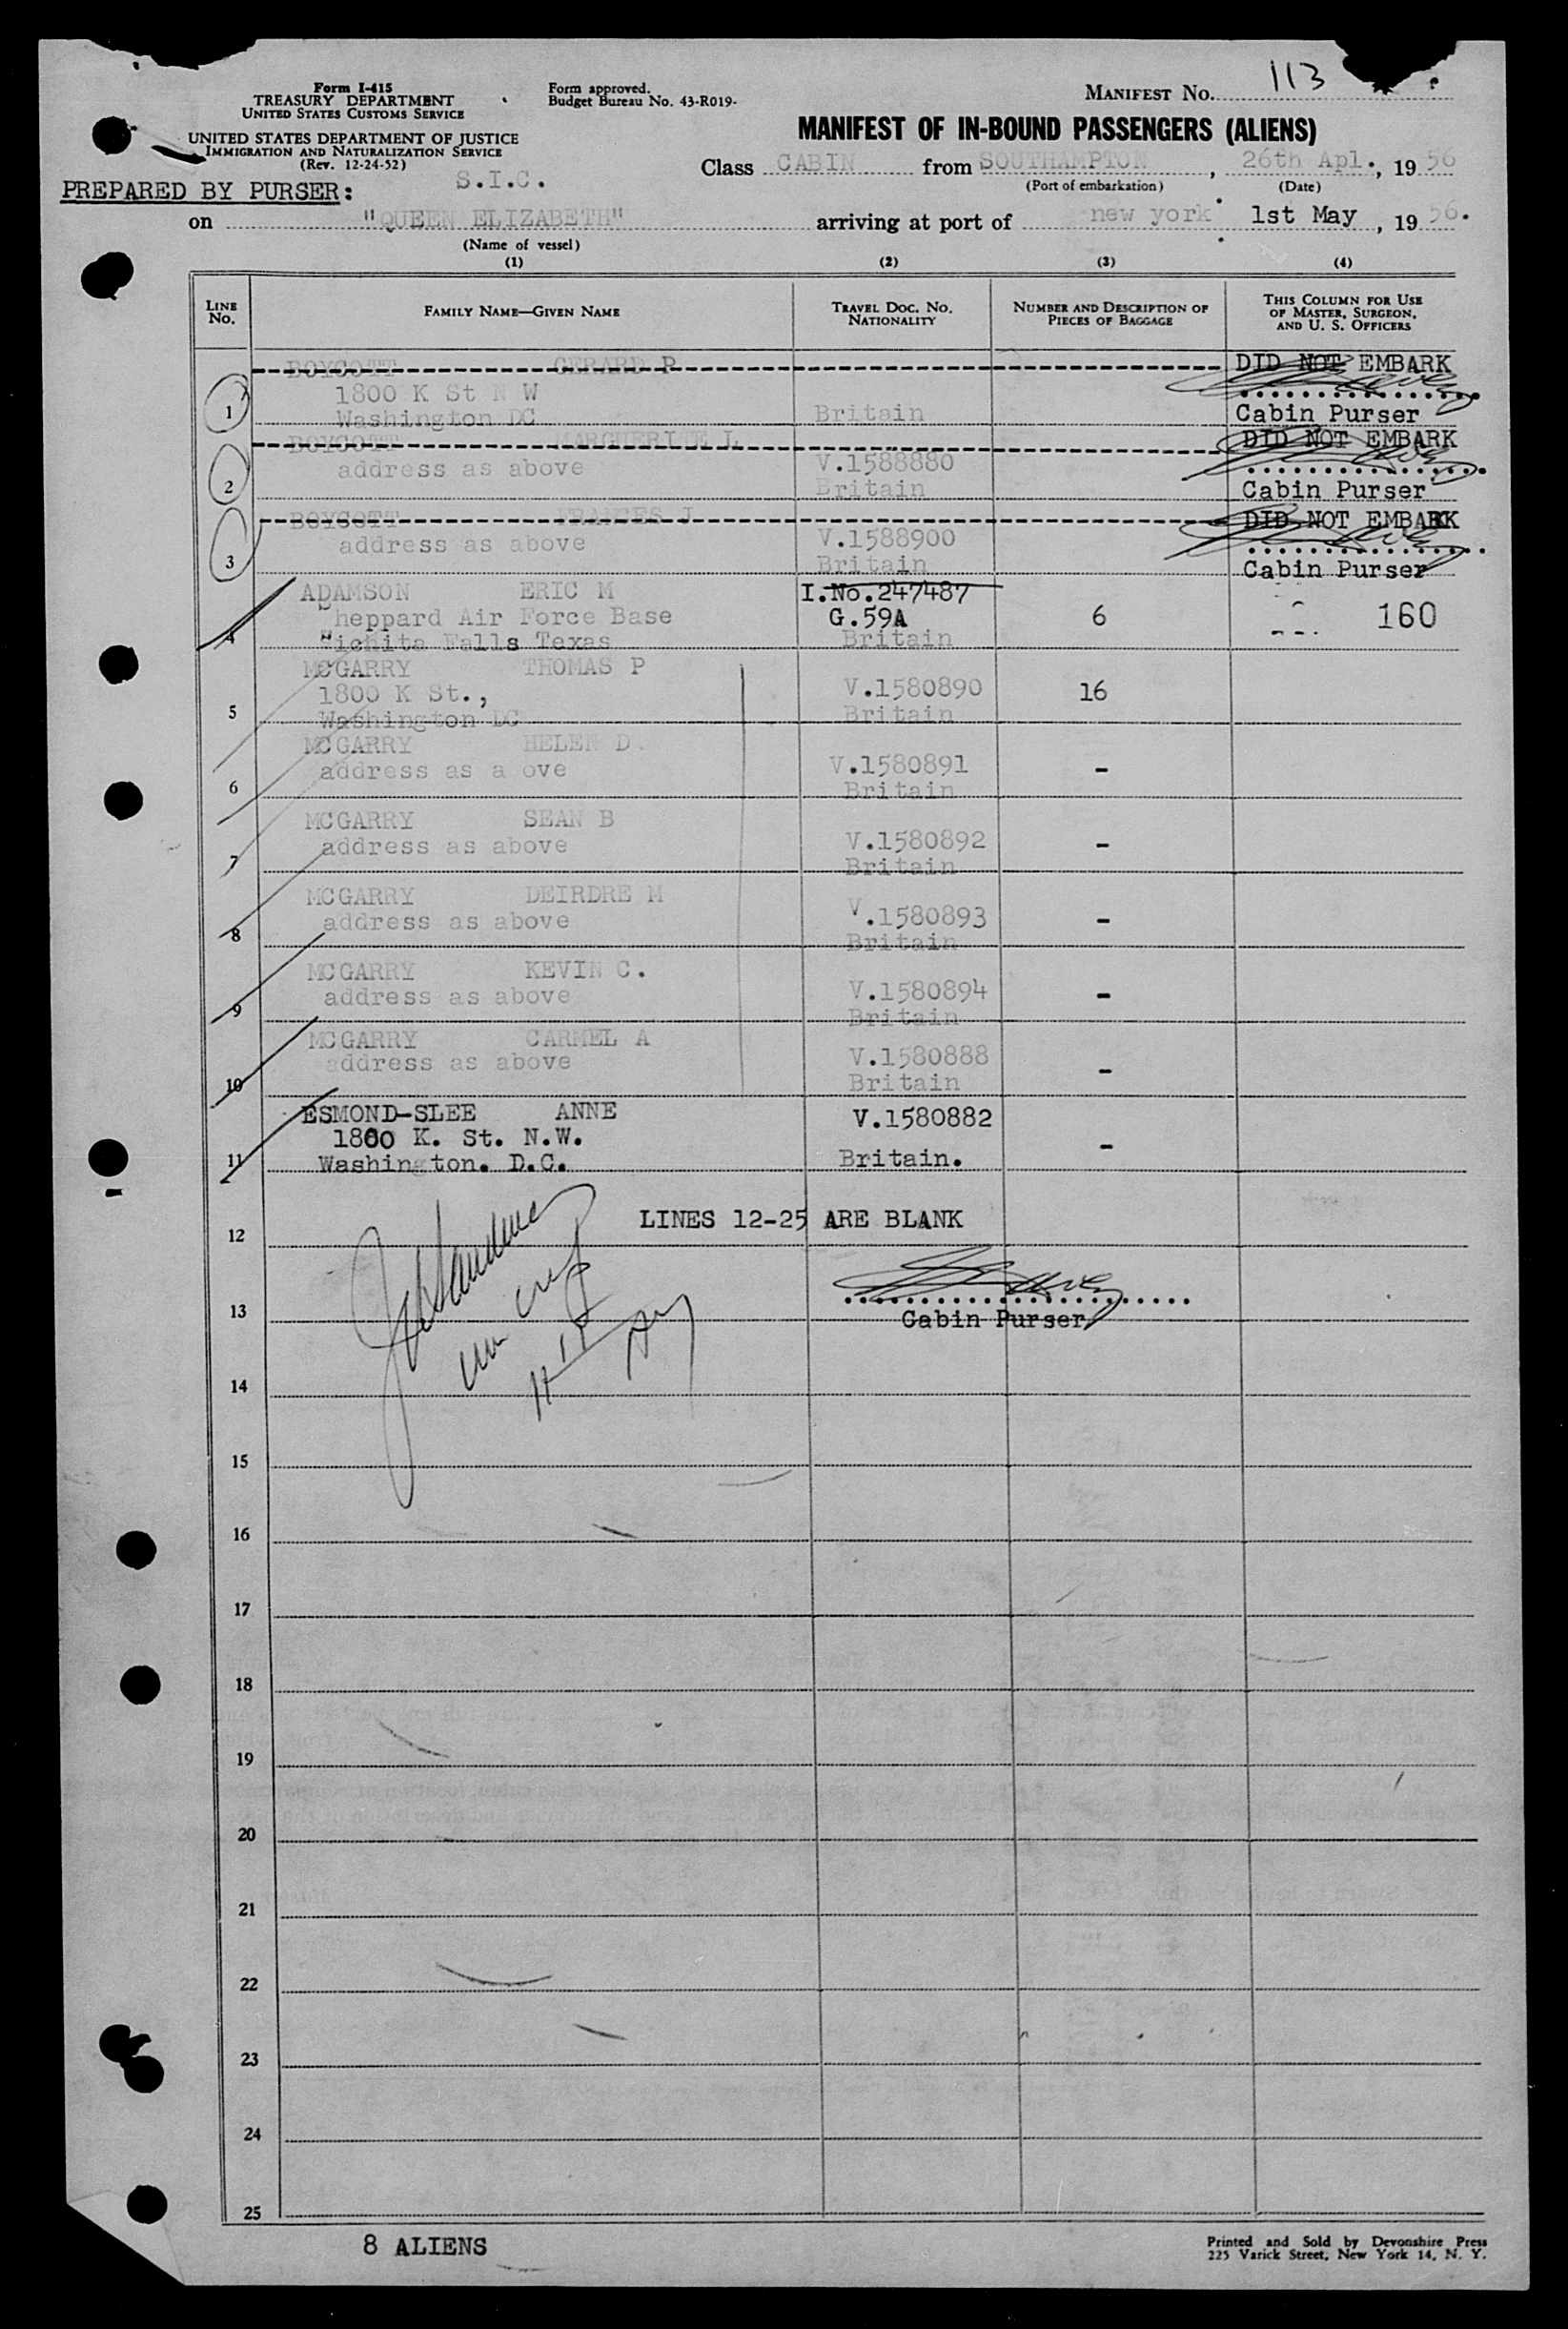 Form I-415
TREASURY DEPARTMENT
UNITED STATES CUSTOMS SERVICE
UNITED STATES DEPARTMENT OF JUSTICE
IMMIGRATION AND NATURALIZATION SERVICE
(Rev. 12-24-52)
Form approved.
Budget Bureau No. 43-R019-
MANIFEST NO. 113
MANIFEST OF IN-BOUND PASSENGERS (ALIENS)
Class CABIN from SOUTHAMPTON, 26th Apl., 1956
(Port of embarkation) (Date)
S.I.C.
PREPARED BY PURSER:
on "QUEEN ELIZABETH" arriving at port of new york 1st May, 1956.
(Name of vessel)
(1) (2) (3) (4)
LINE No. FAMILY NAME—GIVEN NAME TRAVEL DOC. NO. NATIONALITY NUMBER AND DESCRIPTION OF PIECES OF BAGGAGE THIS COLUMN FOR USE OF MASTER, SURGEON, AND U. S. OFFICERS
BOYCOTT GERARD P DID NOT EMBARK
1800 K St N W
1 Washington DC Britain Cabin Purser
BOYCOTT MARGUERITE L DID NOT EMBARK
address as above V.1588880
2 Britain Cabin Purser
BOYCOTT FRANCES J DID NOT EMBARK
address as above V.1588900
3 Britain Cabin Purser
ADAMSON ERIC M I.No.247487
Sheppard Air Force Base G.59A 6 160
4 Wichita Falls Texas Britain
MCGARRY THOMAS P
1800 K St., V.1580890 16
5 Washington DC Britain
MCGARRY HELEN D.
address as a ove V.1580891 -
6 Britain
MCGARRY SEAN B
address as above V.1580892 -
7 Britain
MCGARRY DEIRDRE M
address as above V.1580893 -
8 Britain
MCGARRY KEVIN C.
address as above V.1580894 -
9 Britain
MCGARRY CARMEL A
address as above V.1580888 -
10 Britain
ESMOND-SLEE ANNE V.1580882
1800 K. St. N.W.
11 Washington. D.C. Britain. -
LINES 12-25 ARE BLANK
12
13 Cabin Purser
14
15
16
17
18
19
20
21
22
23
24
25
8 ALIENS
Printed and Sold by Devonshire Press
225 Varick Street, New York 14, N. Y.